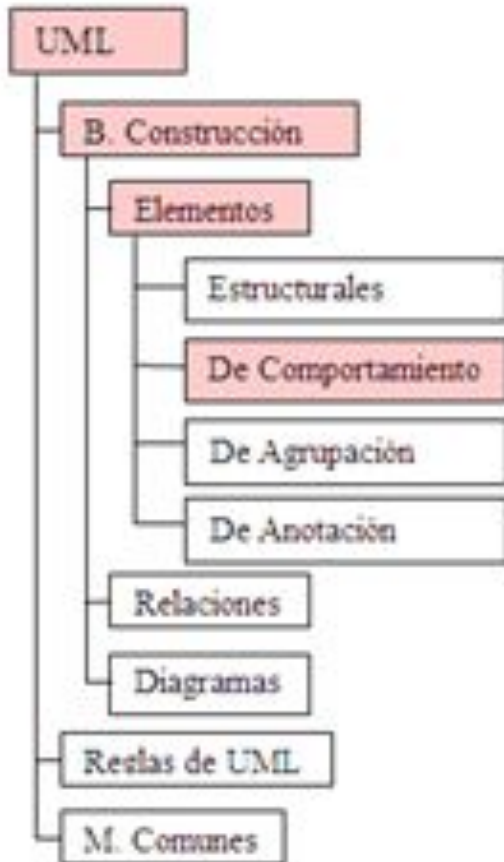 UML
B. Construcción
Elementos
Estructurales
De Comportamiento
De Agrupación
De Anotación
Relaciones
Diagramas
Reglas de UML
M. Comunes